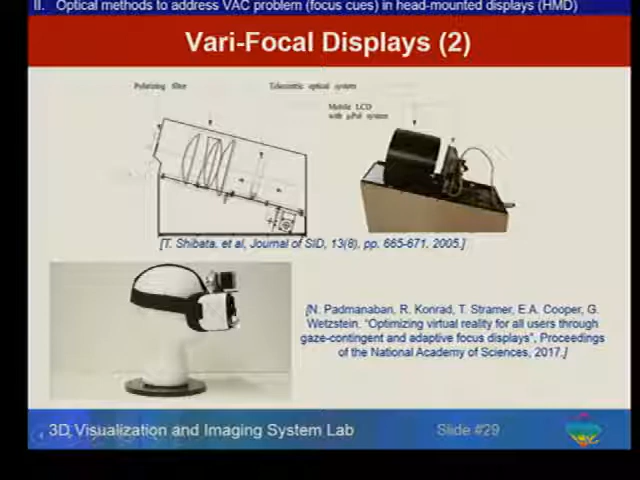 II. Optical methods to address VAC problem (focus cues) in head-mounted displays (HMD)
Vari-Focal Displays (2)
Polarizing filter
Telecentric optical system
Mobile LCD
with μPol system
[T. Shibata. et al, Journal of SID, 13(8), pp. 665-671. 2005.]
[N. Padmanaban, R. Konrad, T. Stramer, E.A. Cooper, G.
Wetzstein. "Optimizing virtual reality for all users through
gaze-contingent and adaptive focus displays", Proceedings
of the National Academy of Sciences, 2017.]
3D Visualization and Imaging System Lab
Slide #29